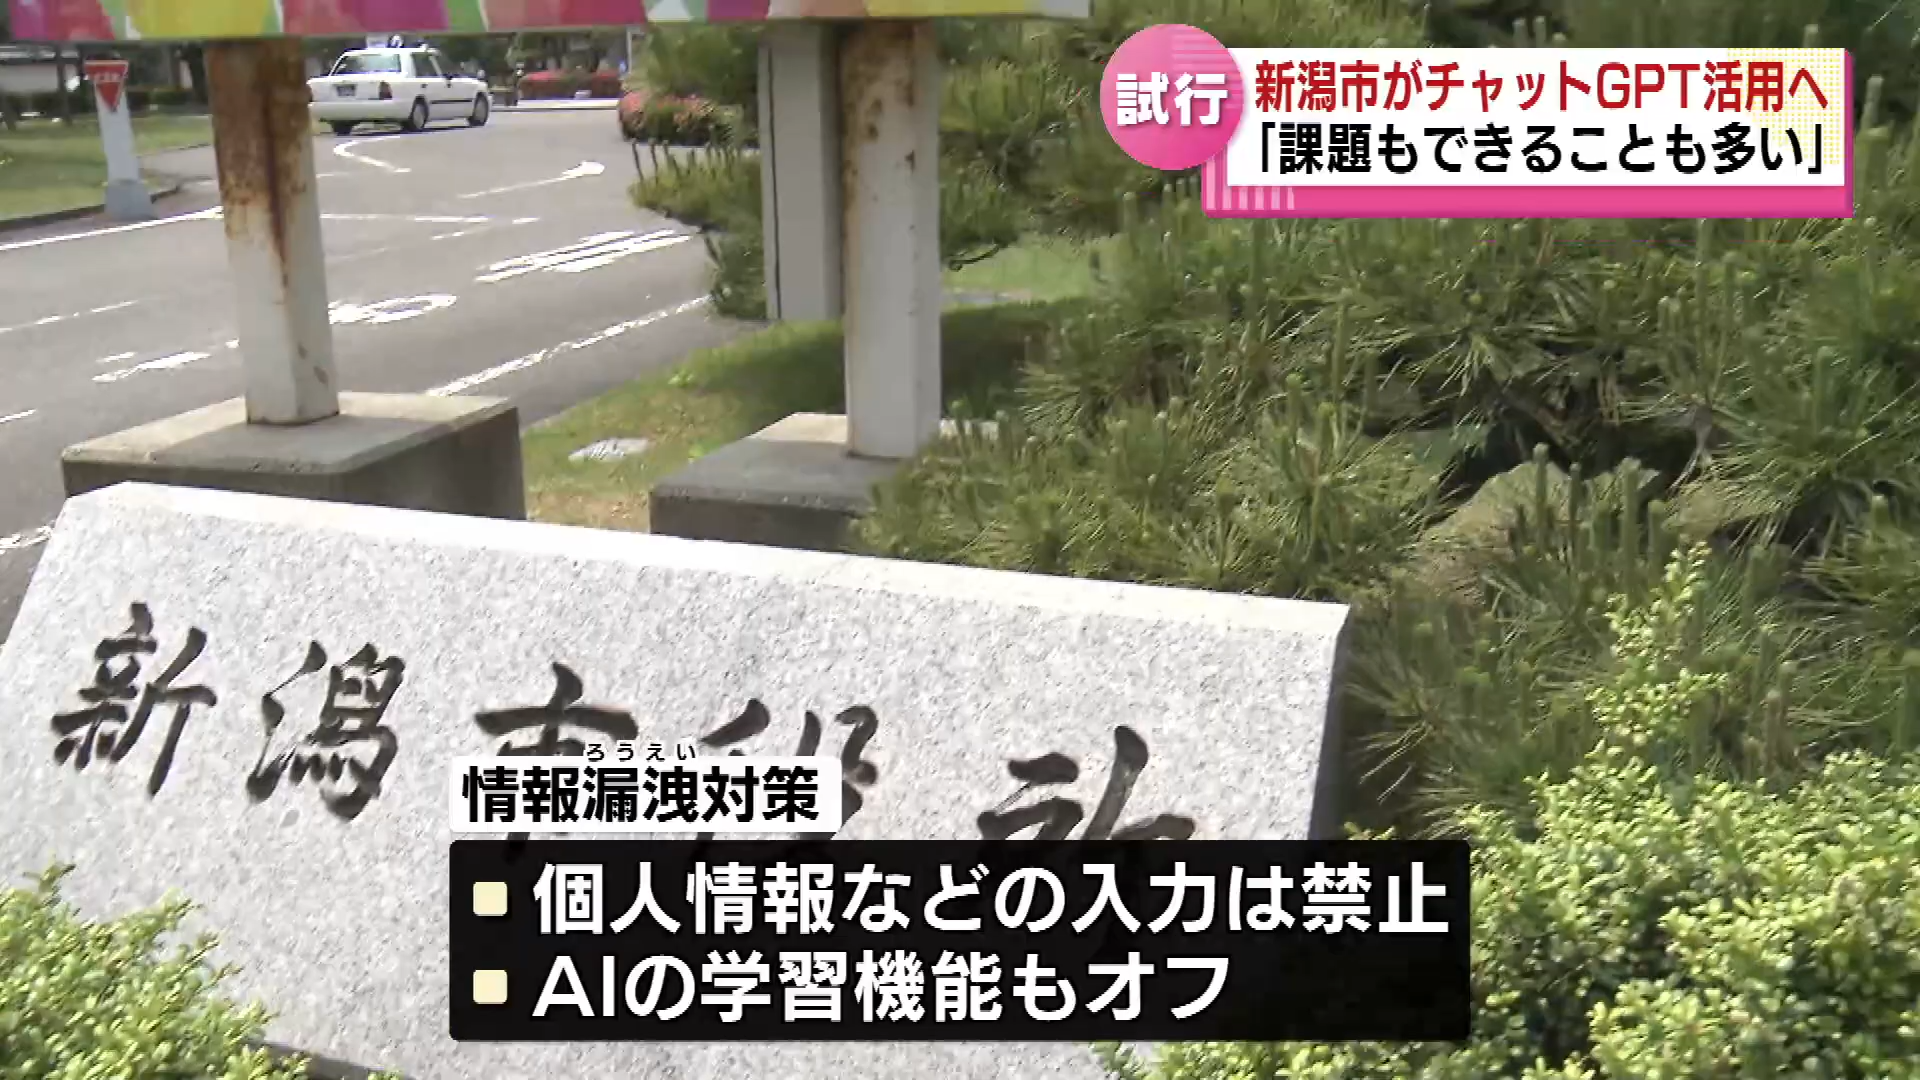 試行
新潟市がチャットGPT活用へ
「課題もできることも多い」
新潟市役所
ろうえい
情報漏洩対策
個人情報などの入力は禁止
AIの学習機能もオフ